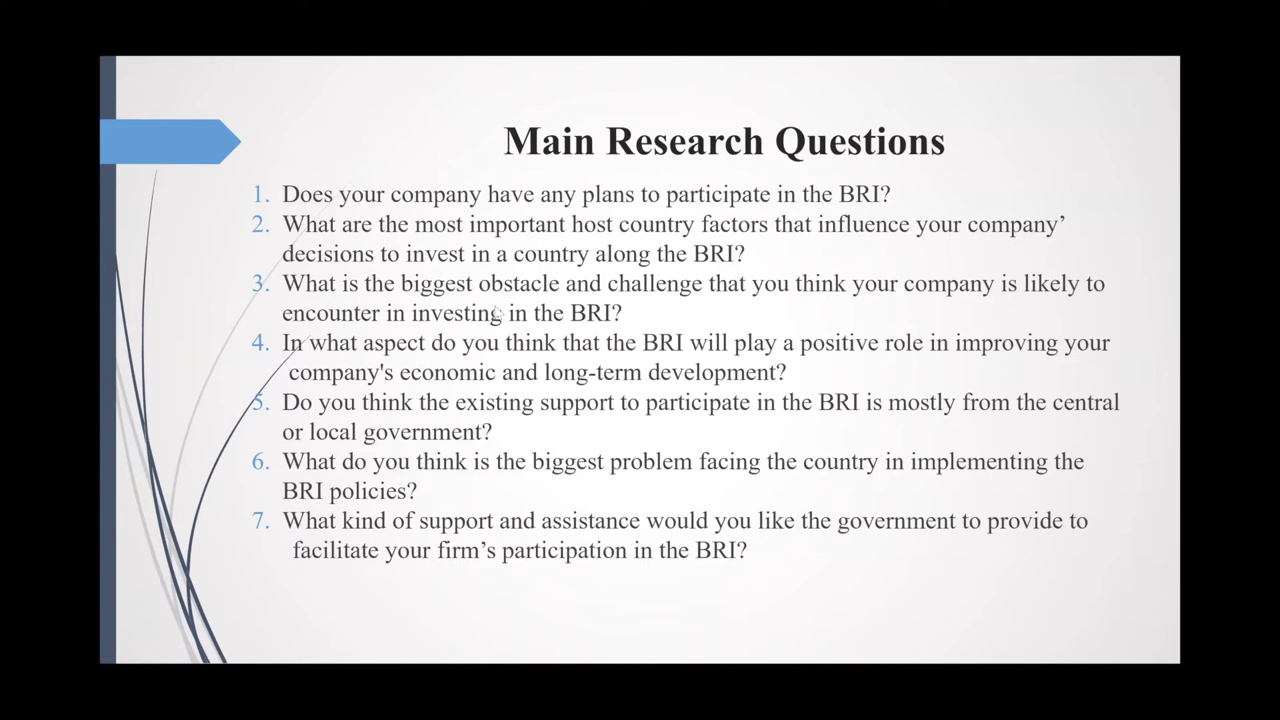 Main Research Questions
1. Does your company have any plans to participate in the BRI?
2. What are the most important host country factors that influence your company’
decisions to invest in a country along the BRI?
3. What is the biggest obstacle and challenge that you think your company is likely to
encounter in investing in the BRI?
4. In what aspect do you think that the BRI will play a positive role in improving your
company's economic and long-term development?
5. Do you think the existing support to participate in the BRI is mostly from the central
or local government?
6. What do you think is the biggest problem facing the country in implementing the
BRI policies?
7. What kind of support and assistance would you like the government to provide to
facilitate your firm’s participation in the BRI?